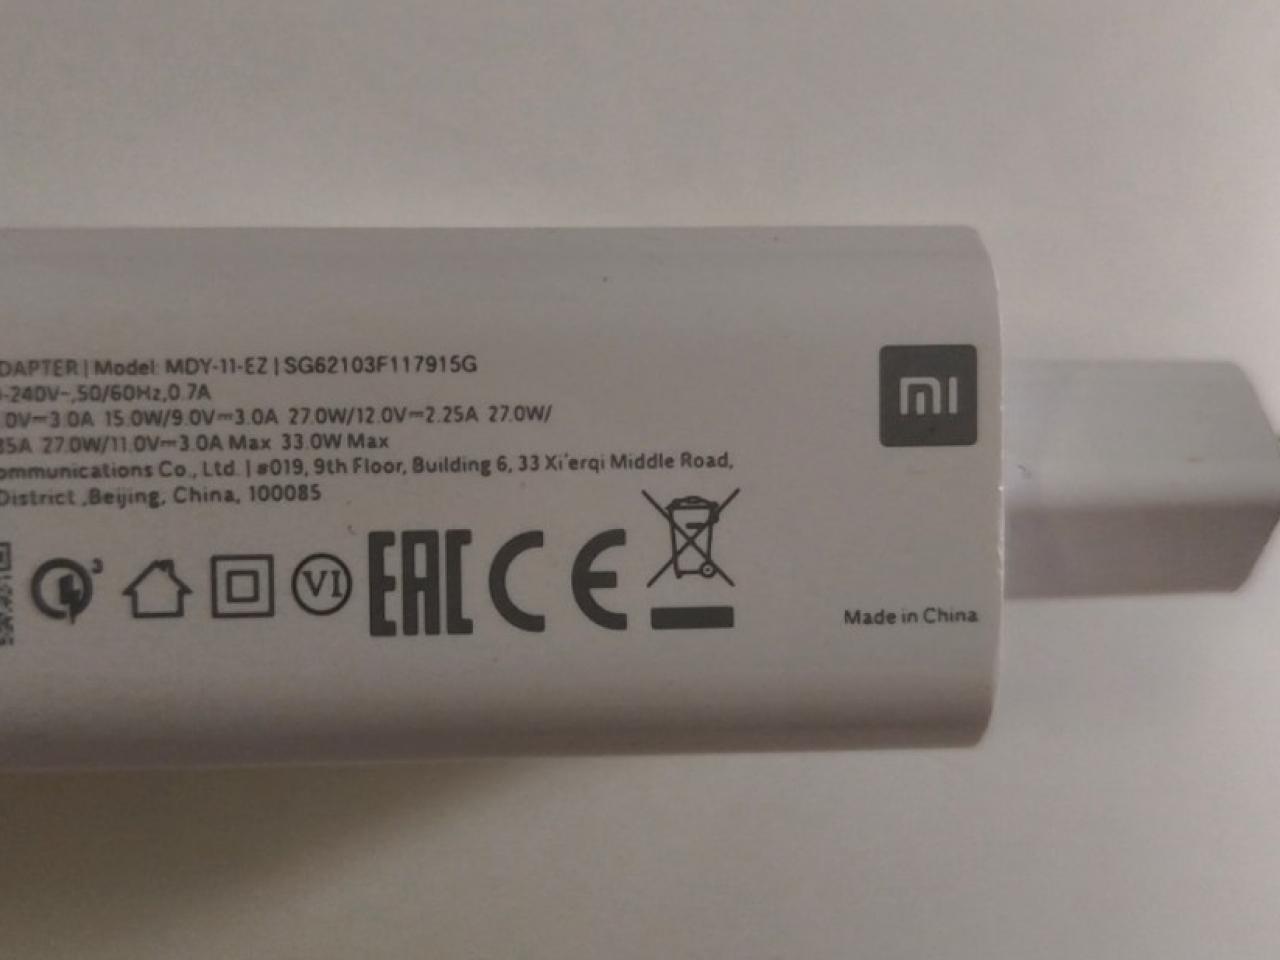 DAPTER | Model: MDY-11-EZ | SG62103F117915G
-240V~,50/60Hz,0.7A
.0V⎓3.0A 15.0W/9.0V⎓3.0A 27.0W/12.0V⎓2.25A 27.0W/
35A 27.0W/11.0V⎓3.0A Max 33.0W Max
ommunications Co., Ltd. | #019, 9th Floor, Building 6, 33 Xi'erqi Middle Road,
District ,Beijing, China, 100085
3
VI
EAC
CE
mi
Made in China